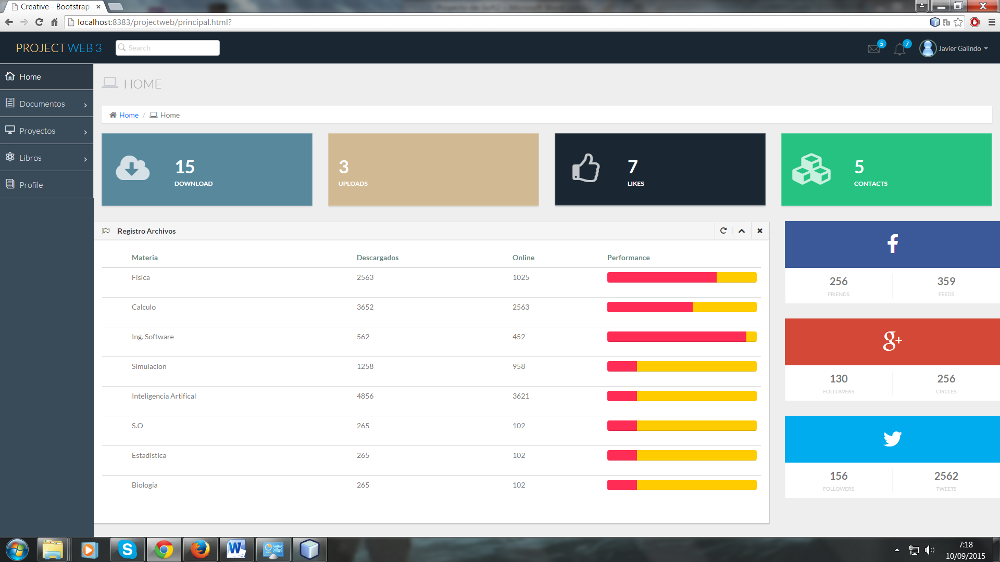 Creative - Bootstrap
localhost:8383/projectweb/principal.html?
PROJECT WEB 3
Search
5
7
Javier Galindo
Home
Documentos
Proyectos
Libros
Profile
HOME
Home / Home
15
DOWNLOAD
3
UPLOADS
7
LIKES
5
CONTACTS
Registro Archivos
Materia Descargados Online Performance
Fisica 2563 1025
Calculo 3652 2563
Ing. Software 562 452
Simulacion 1258 958
Inteligencia Artifical 4856 3621
S.O 265 102
Estadistica 265 102
Biologia 265 102
256 359
FRIENDS FEEDS
g+
130 256
FOLLOWERS CIRCLES
156 2562
FOLLOWERS TWEETS
7:18
10/09/2015